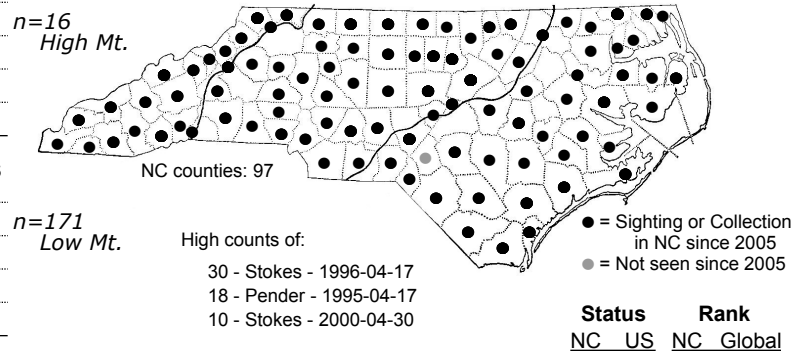 n=16
High Mt.
NC counties: 97
n=171
Low Mt.
High counts of:
30 - Stokes - 1996-04-17
18 - Pender - 1995-04-17
10 - Stokes - 2000-04-30
= Sighting or Collection
in NC since 2005
= Not seen since 2005
Status Rank
NC US NC Global